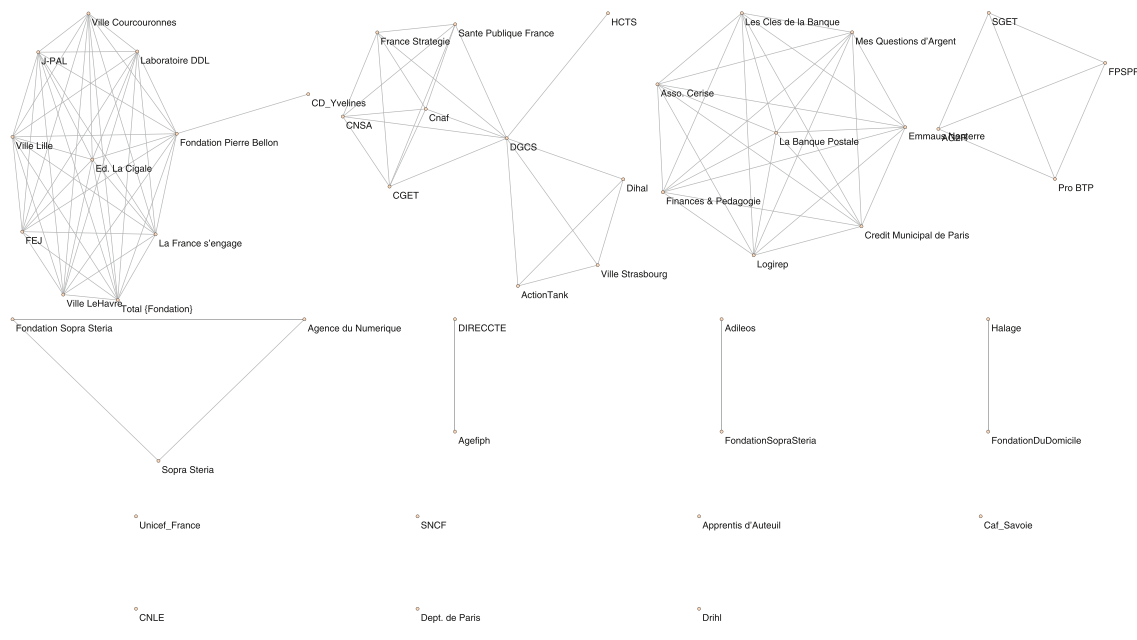 Ville Courcouronnes
J-PAL
Laboratoire DDL
CD_Yvelines
Fondation Pierre Bellon
Ville Lille
Ed. La Cigale
FEJ
La France s'engage
Ville LeHavre
Total {Fondation}
France Strategie
Sante Publique France
HCTS
CNSA
Cnaf
DGCS
CGET
Dihal
Ville Strasbourg
ActionTank
Les Cles de la Banque
Mes Questions d'Argent
Asso. Cerise
La Banque Postale
Emmaus Nanterre
Finances & Pedagogie
Credit Municipal de Paris
Logirep
SGET
FPSPP
AG2R
Pro BTP
Fondation Sopra Steria
Agence du Numerique
Sopra Steria
DIRECCTE
Agefiph
Adileos
FondationSopraSteria
Halage
FondationDuDomicile
Unicef_France
SNCF
Apprentis d'Auteuil
Caf_Savoie
CNLE
Dept. de Paris
Drihl